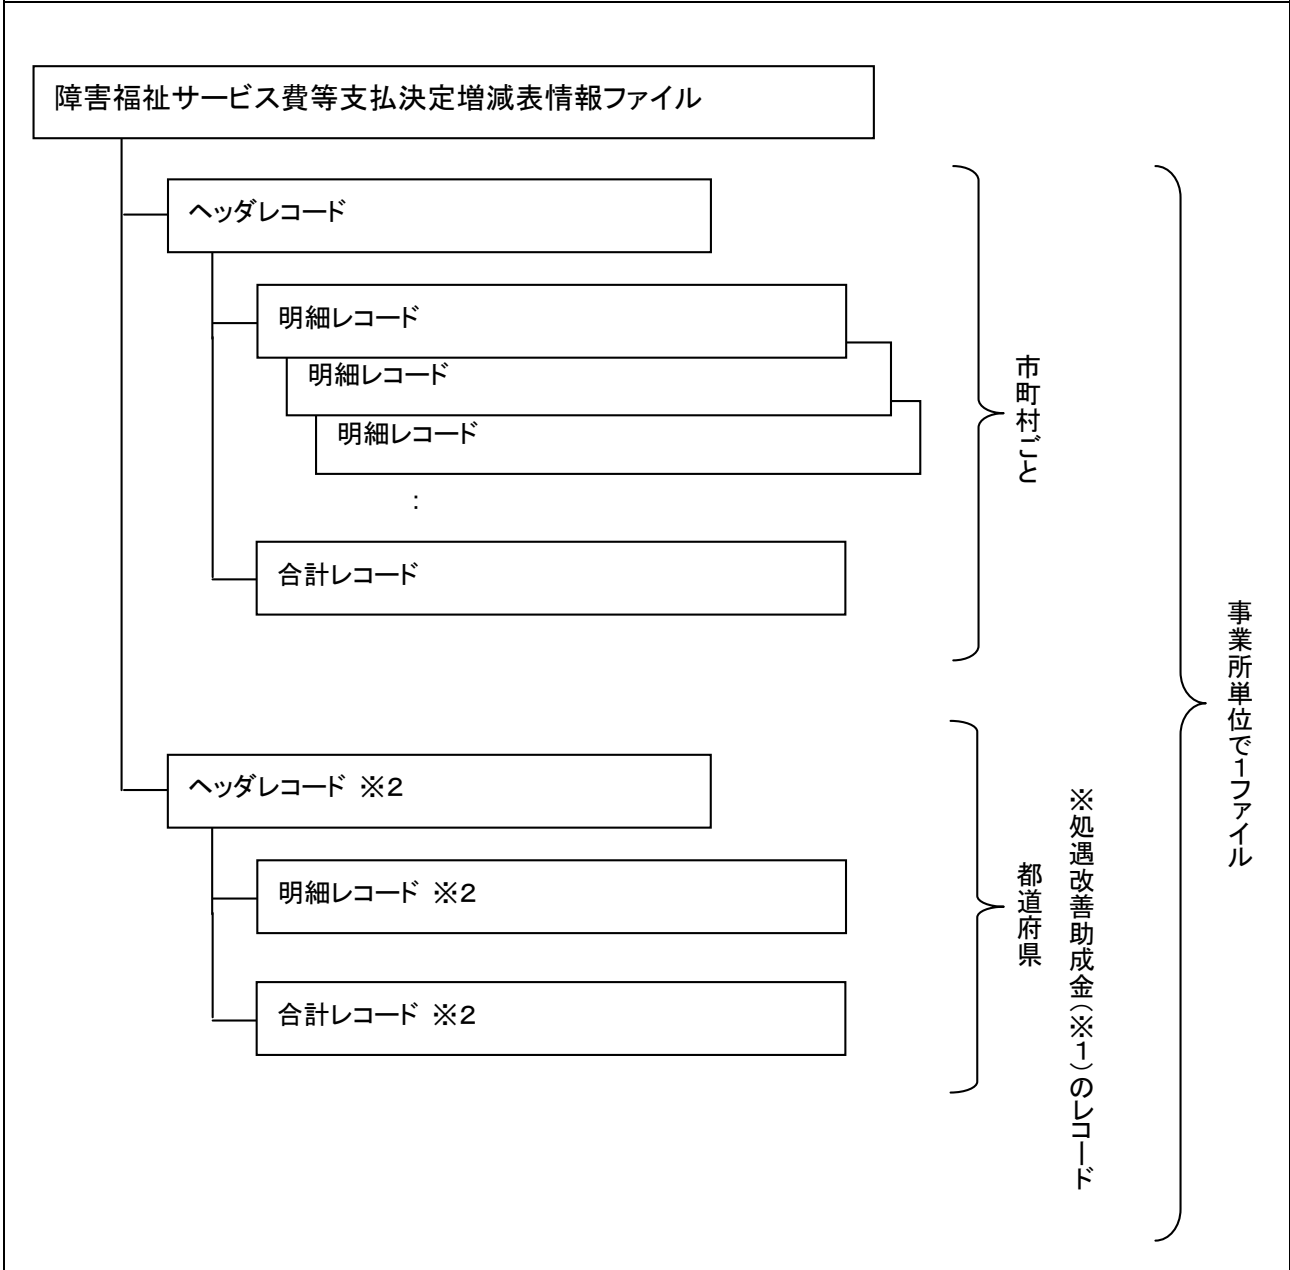 障害福祉サービス費等支払決定増減表情報ファイル
ヘッダレコード
明細レコード
明細レコード
明細レコード
:
合計レコード
市町村ごと
ヘッダレコード ※2
明細レコード ※2
合計レコード ※2
都道府県
※処遇改善助成金(※1)のレコード
事業所単位で1ファイル